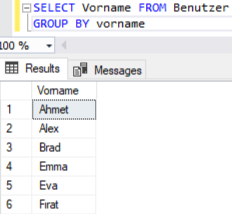 SELECT Vorname FROM Benutzer
GROUP BY vorname
100 %
Results Messages
Vorname
1 Ahmet
2 Alex
3 Brad
4 Emma
5 Eva
6 Firat